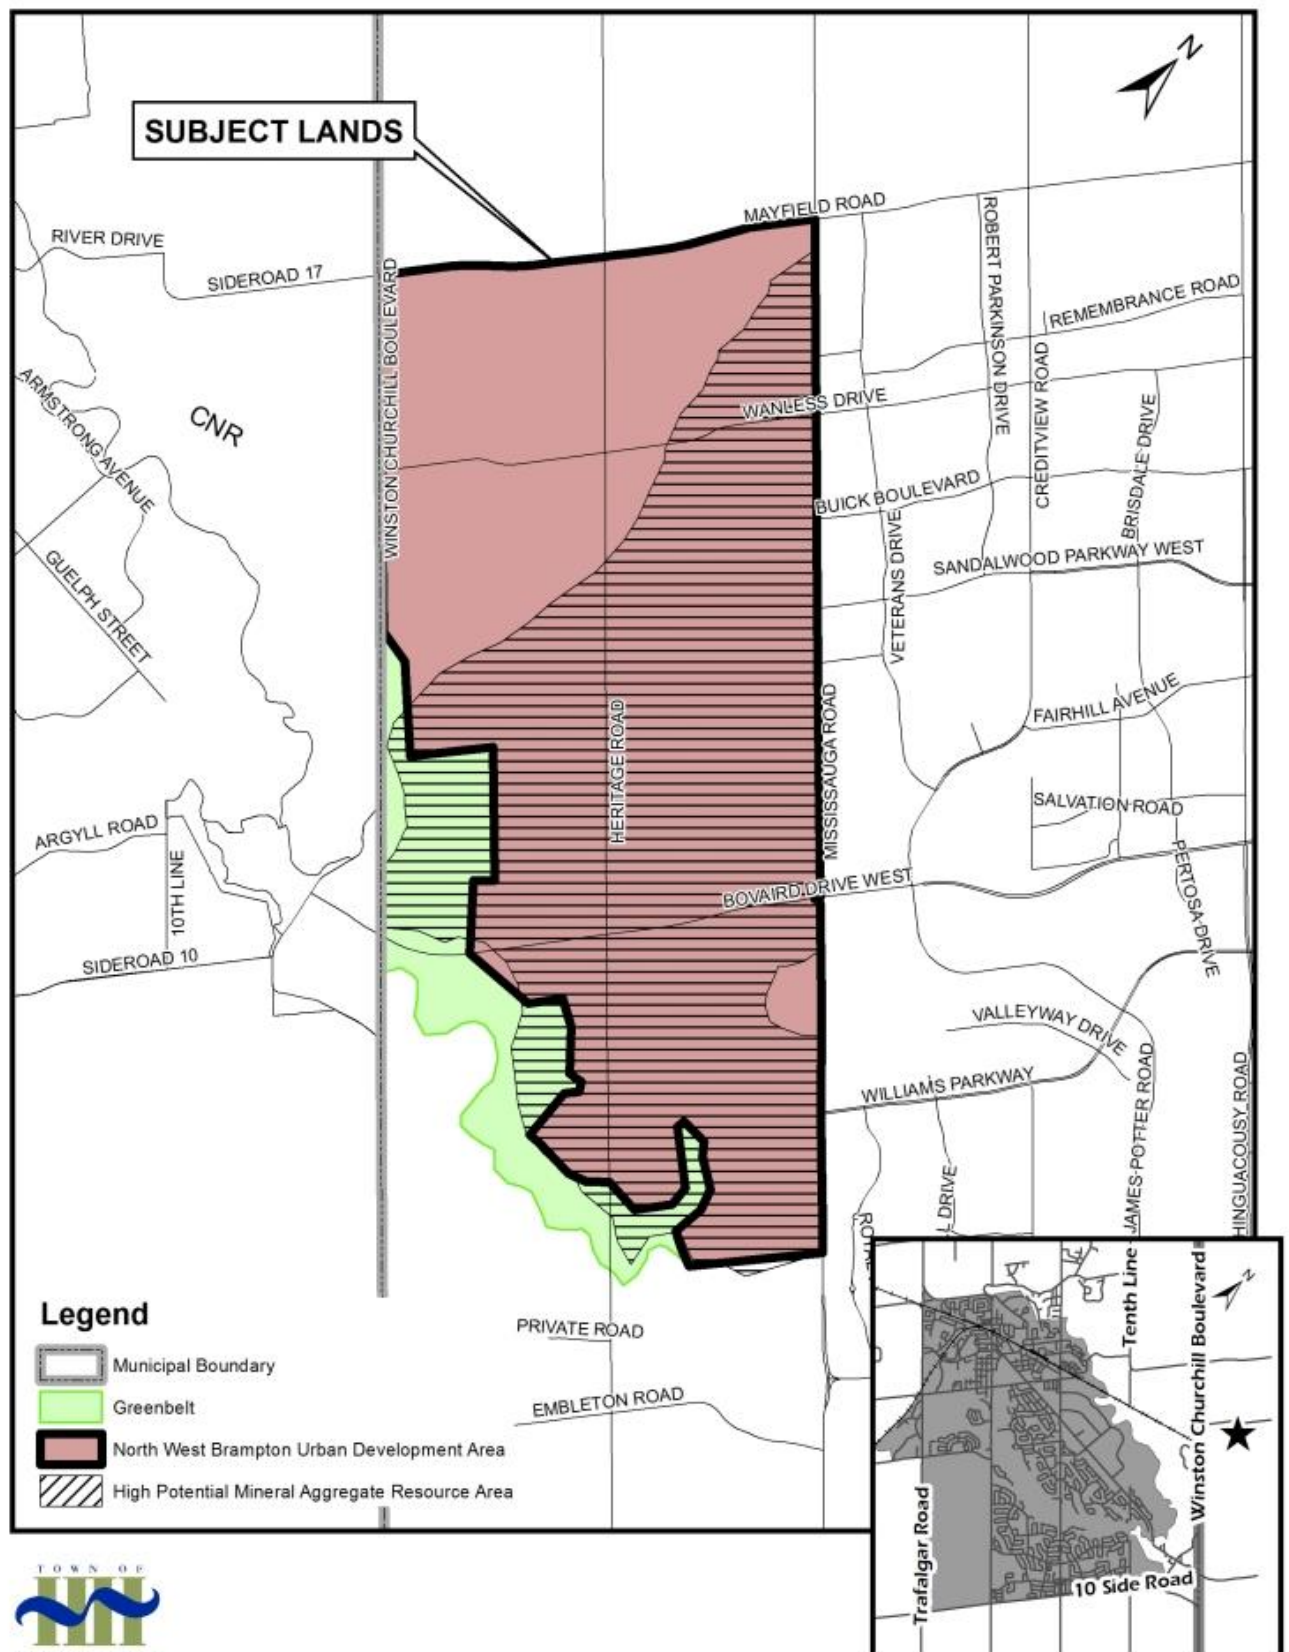 N
SUBJECT LANDS
MAYFIELD ROAD
RIVER DRIVE
SIDEROAD 17
WINSTON CHURCHILL BOULEVARD
ROBERT PARKINSON DRIVE
REMEMBRANCE ROAD
ARMSTRONG AVENUE
CNR
WANLESS DRIVE
CREDITVIEW ROAD
BRISDALE DRIVE
BUICK BOULEVARD
GUELPH STREET
VETERANS DRIVE
SANDALWOOD PARKWAY WEST
HERITAGE ROAD
MISSISSAUGA ROAD
FAIRHILL AVENUE
SALVATION ROAD
ARGYLL ROAD
10TH LINE
BOVAIRD DRIVE WEST
PERTOSA DRIVE
SIDEROAD 10
VALLEYWAY DRIVE
WILLIAMS PARKWAY
JAMES POTTER ROAD
HINGUACOUSY ROAD
L DRIVE
PRIVATE ROAD
EMBLETON ROAD
Legend
Municipal Boundary
Greenbelt
North West Brampton Urban Development Area
High Potential Mineral Aggregate Resource Area
N
Tenth Line
Winston Churchill Boulevard
Trafalgar Road
10 Side Road
TOWN OF